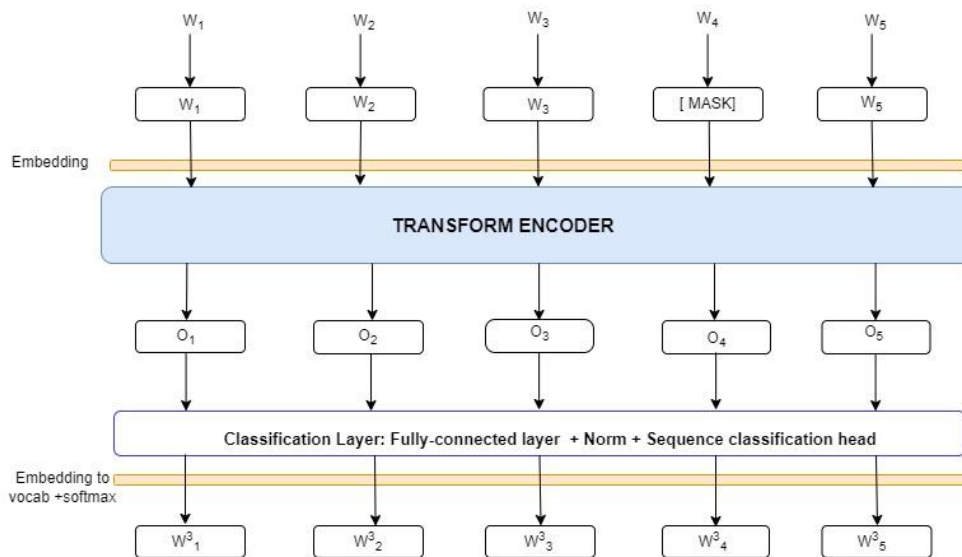 W₁ W₂ W₃ W₄ W₅
W₁ W₂ W₃ [ MASK] W₅
Embedding
TRANSFORM ENCODER
O₁ O₂ O₃ O₄ O₅
Classification Layer: Fully-connected layer + Norm + Sequence classification head
Embedding to
vocab +softmax
W³₁ W³₂ W³₃ W³₄ W³₅